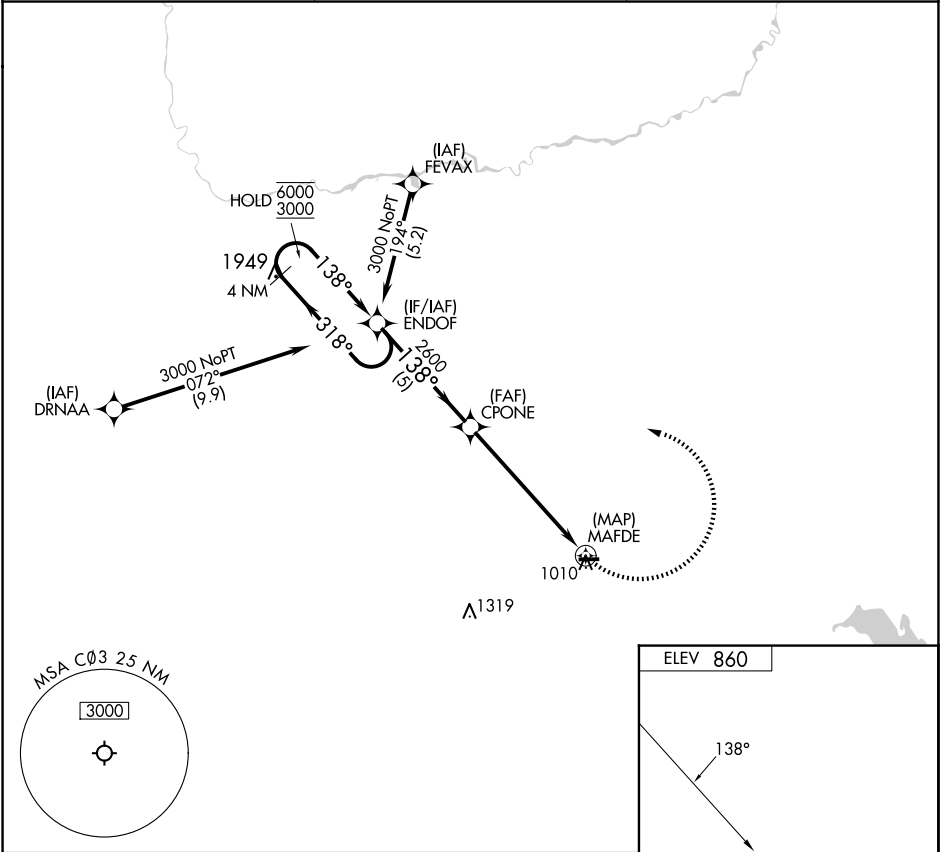 (IAF)
FEVAX
HOLD 6000
3000
3000 NoPT
194°
(5.2)
1949
4 NM
138°
318°
(IF/IAF)
ENDOF
2600
138°
(5)
3000 NoPT
072°
(9.9)
(IAF)
DRNAA
(FAF)
CPONE
(MAP)
MAFDE
1010
1319
MSA CØ3 25 NM
3000
ELEV 860
138°